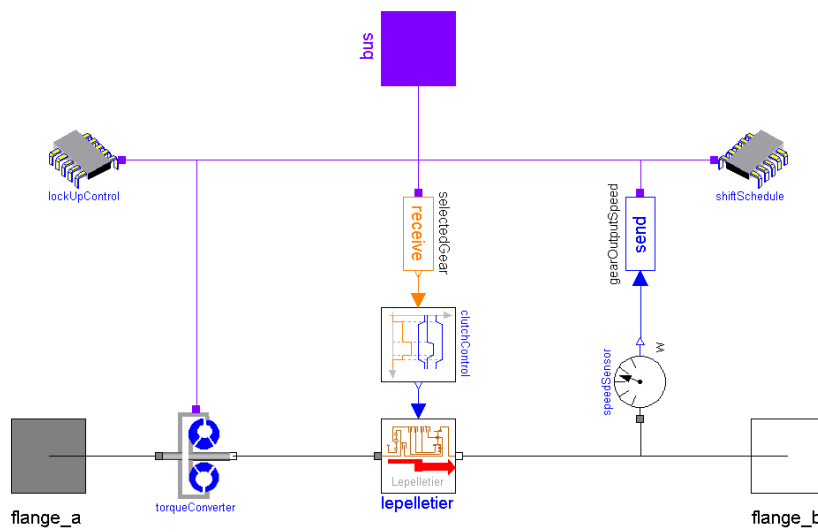 bus
lockUpControl
shiftSchedule
receive
selectedGear
send
gearOutputSpeed
clutchControl
w
speedSensor
Lepelletier
lepelletier
torqueConverter
flange_a
flange_b